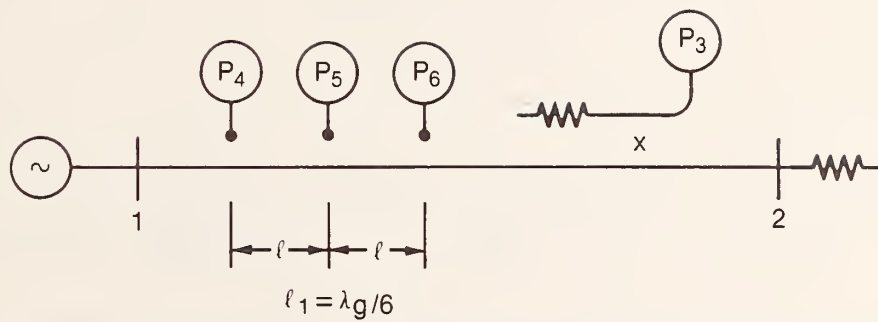 P3
P4 P5 P6
~
x
1
2
ℓ ℓ
ℓ1 = λg/6